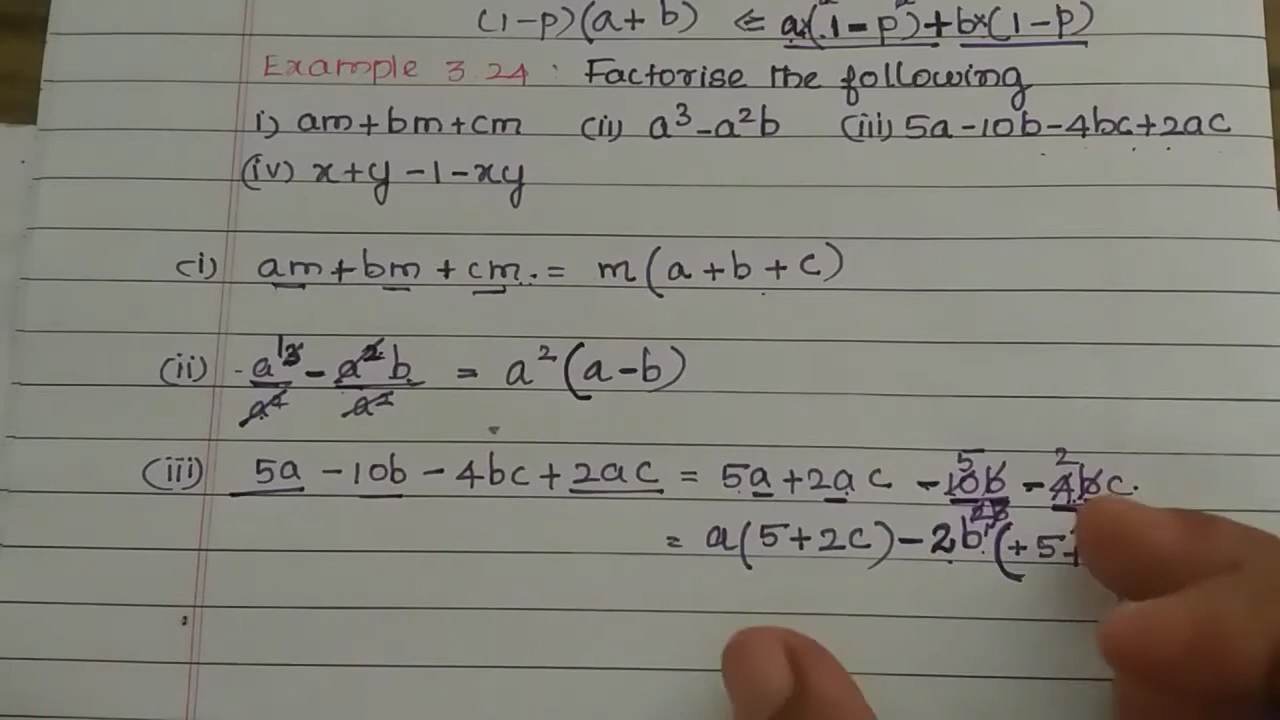 (1-p)(a+b) ⇐ a×(1-p)+b×(1-p)
Example 3.24: Factorise the following
i) am+bm+cm (ii) a³-a²b (iii) 5a-10b-4bc+2ac
(iv) x+y-1-xy
(i) am+bm+cm = m(a+b+c)
(ii) a³-a²b = a²(a-b)
a² a²
(iii) 5a-10b-4bc+2ac = 5a+2ac-10b-4bc
= a(5+2c)-2b(+5+